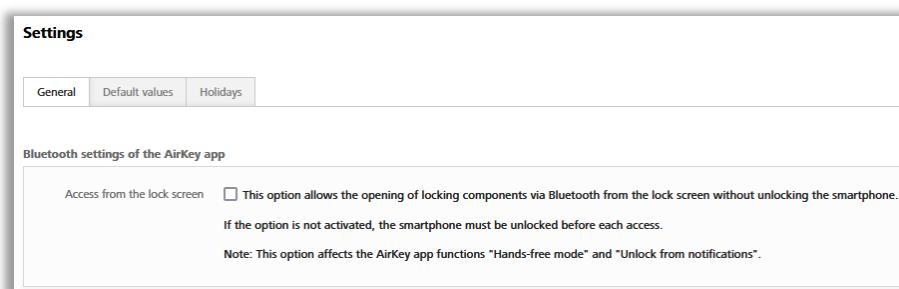 Settings
General Default values Holidays
Bluetooth settings of the AirKey app
Access from the lock screen This option allows the opening of locking components via Bluetooth from the lock screen without unlocking the smartphone.
If the option is not activated, the smartphone must be unlocked before each access.
Note: This option affects the AirKey app functions "Hands-free mode" and "Unlock from notifications".